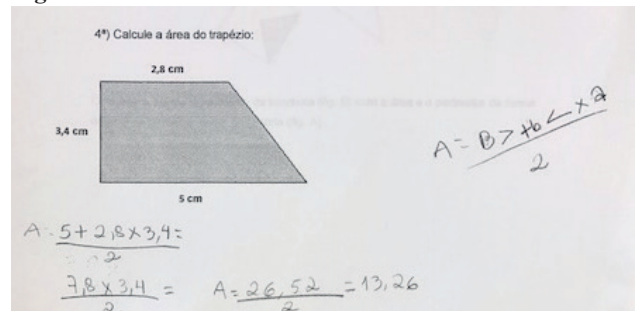 4ª) Calcule a área do trapézio:
2,8 cm
3,4 cm
5 cm
A = B> +b< x a
2
A = 5 + 2,8 x 3,4 =
2
7,8 x 3,4 =
2
A = 26,52 = 13,26
2